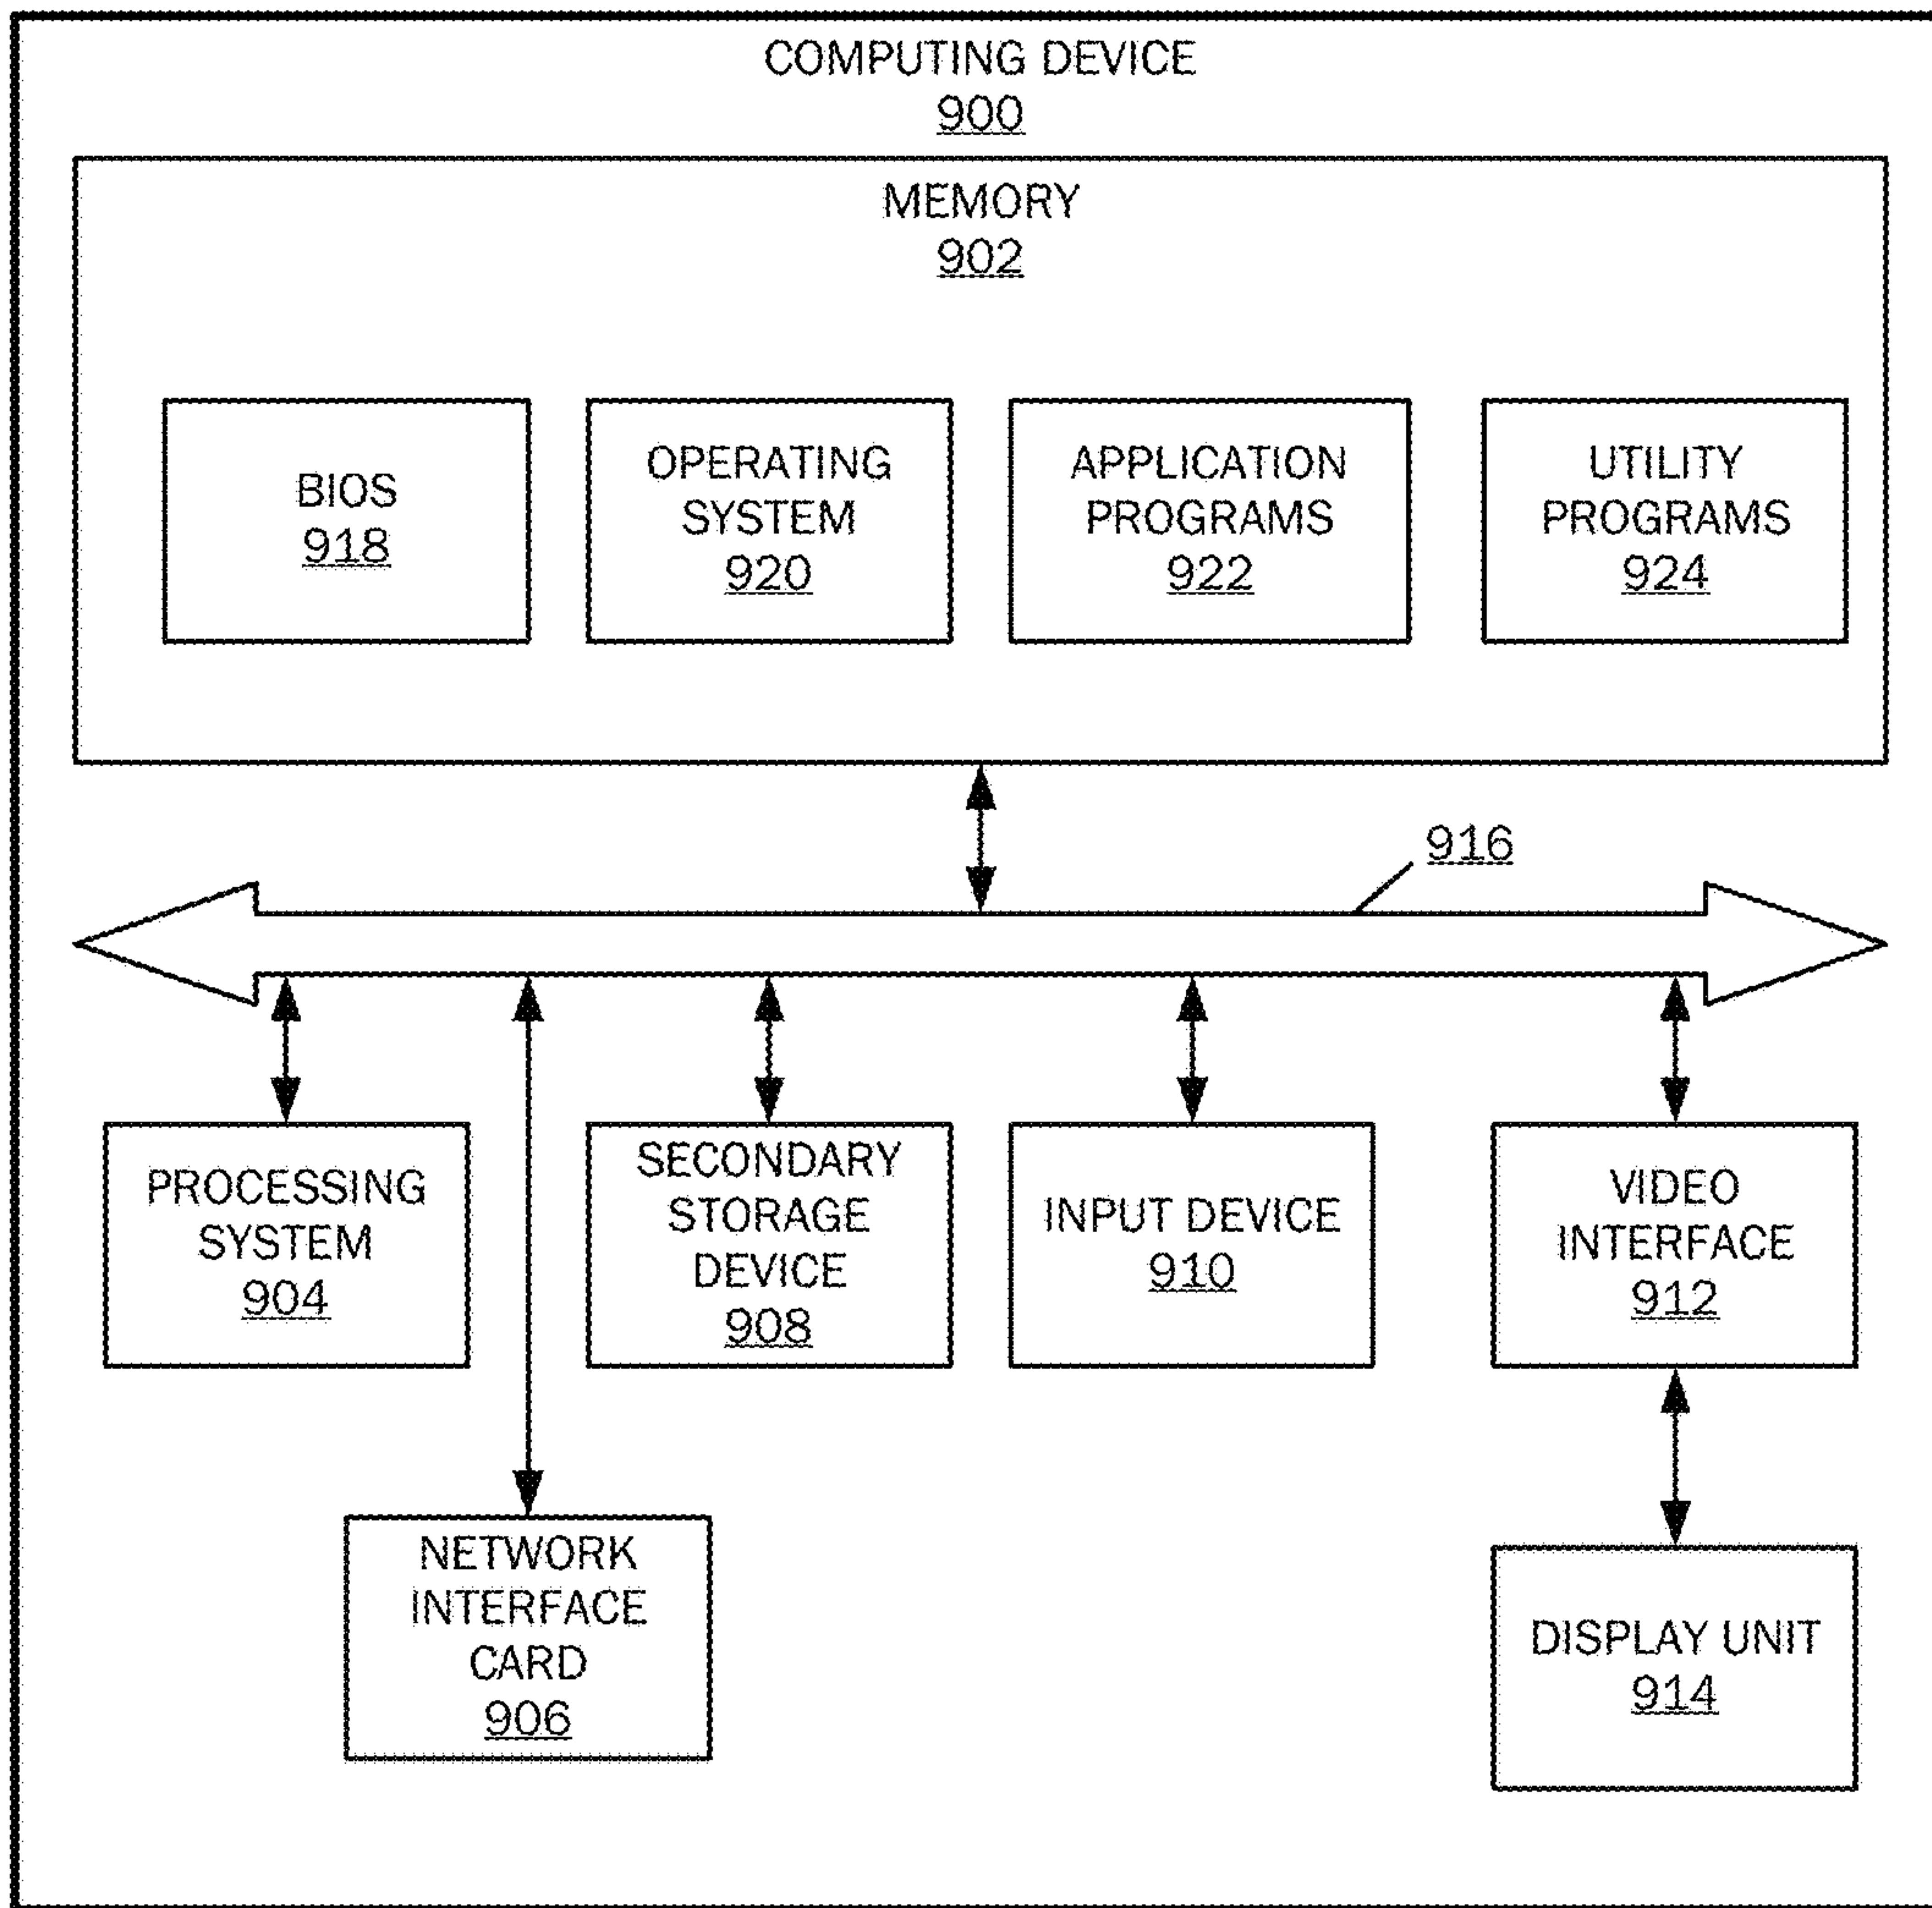 COMPUTING DEVICE
900
MEMORY
902
BIOS
918
OPERATING
SYSTEM
920
APPLICATION
PROGRAMS
922
UTILITY
PROGRAMS
924
916
PROCESSING
SYSTEM
904
SECONDARY
STORAGE
DEVICE
908
INPUT DEVICE
910
VIDEO
INTERFACE
912
NETWORK
INTERFACE
CARD
906
DISPLAY UNIT
914